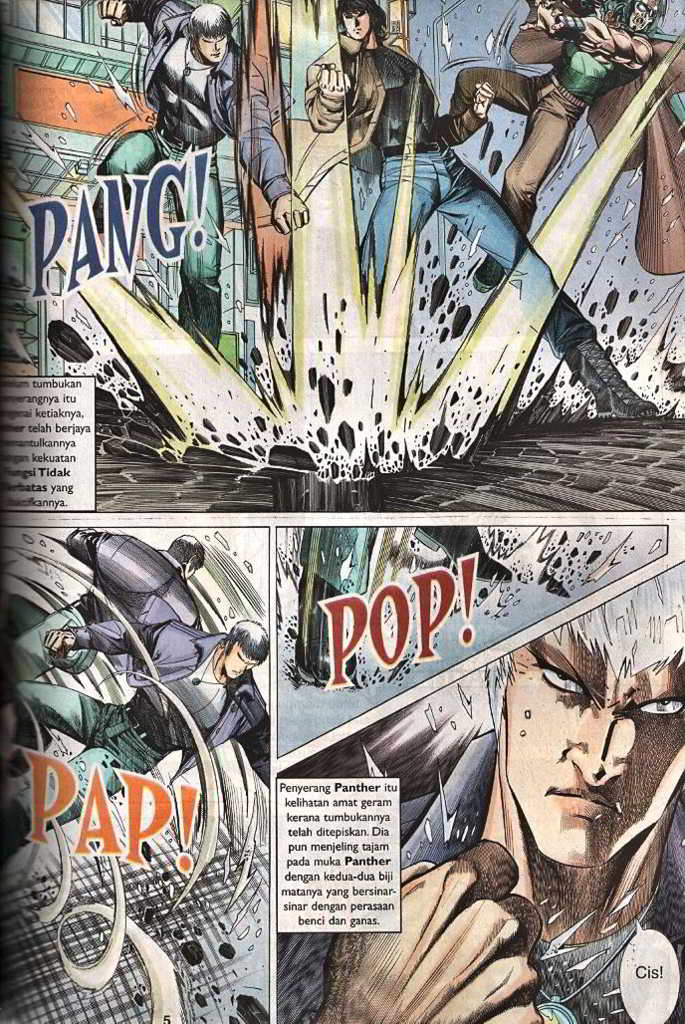 PANG!
tumbukan
itu
ketiaknya,
telah berjaya
kekuatan
Tidak
yang
PAP!
POP!
Penyerang Panther itu
kelihatan amat geram
kerana tumbukannya
telah ditepiskan. Dia
pun menjeling tajam
pada muka Panther
dengan kedua-dua biji
matanya yang bersinar-
sinar dengan perasaan
benci dan ganas.
Cis!
5